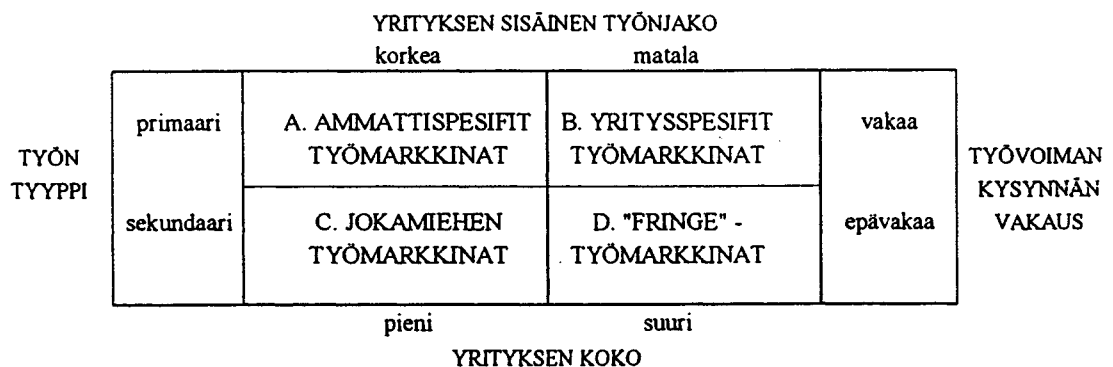 YRITYKSEN SISÄINEN TYÖNJAKO
korkea matala
primaari A. AMMATTISPESIFIT B. YRITYSSPESIFIT vakaa
TYÖMARKKINAT TYÖMARKKINAT
TYÖN TYÖVOIMAN
TYYPPI KYSYNNÄN
sekundaari C. JOKAMIEHEN D. "FRINGE" - epävakaa VAKAUS
TYÖMARKKINAT TYÖMARKKINAT
pieni suuri
YRITYKSEN KOKO